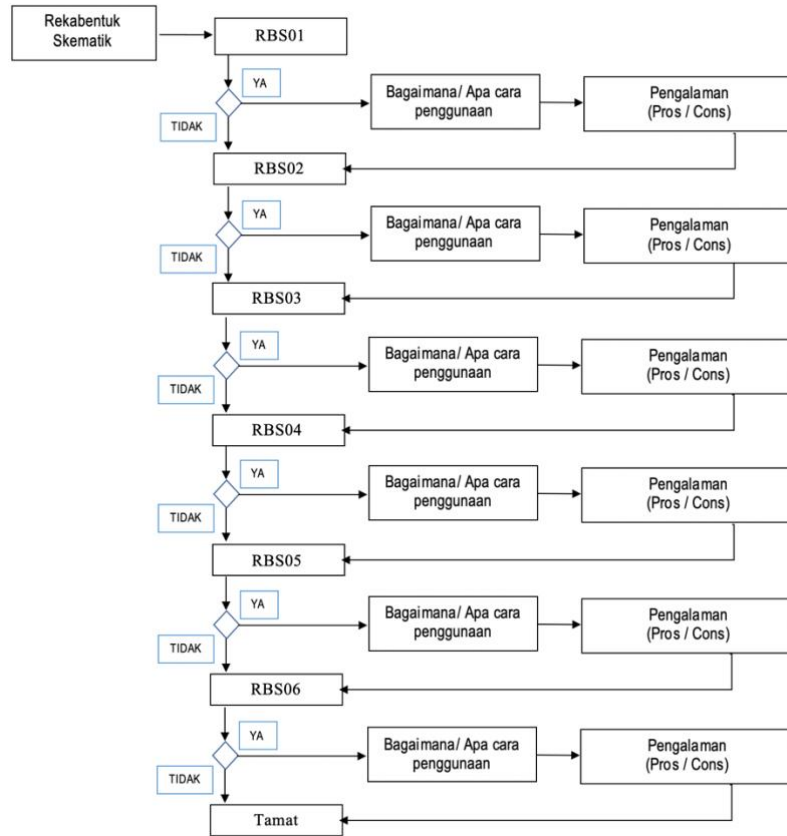 Rekabentuk
Skematik
RBS01
YA
Bagaimana/ Apa cara
penggunaan
Pengalaman
(Pros / Cons)
TIDAK
RBS02
YA
Bagaimana/ Apa cara
penggunaan
Pengalaman
(Pros / Cons)
TIDAK
RBS03
YA
Bagaimana/ Apa cara
penggunaan
Pengalaman
(Pros / Cons)
TIDAK
RBS04
YA
Bagaimana/ Apa cara
penggunaan
Pengalaman
(Pros / Cons)
TIDAK
RBS05
YA
Bagaimana/ Apa cara
penggunaan
Pengalaman
(Pros / Cons)
TIDAK
RBS06
YA
Bagaimana/ Apa cara
penggunaan
Pengalaman
(Pros / Cons)
TIDAK
Tamat